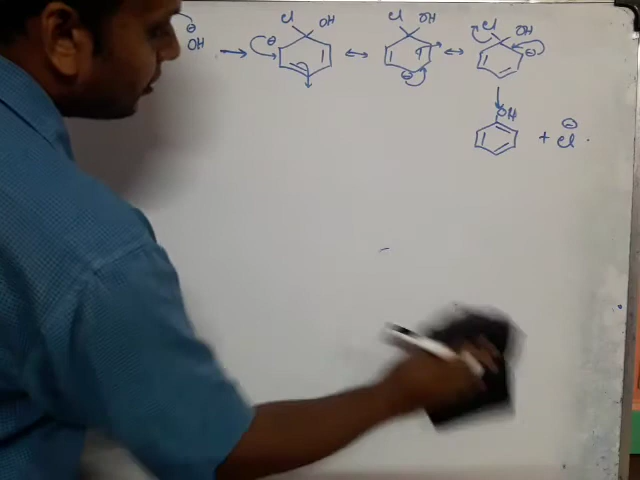 ⊖
OH → ⊖ Cl OH ↔ Cl OH ⊖ ↔ Cl OH ⊖
↓
OH + Cl⊖ .